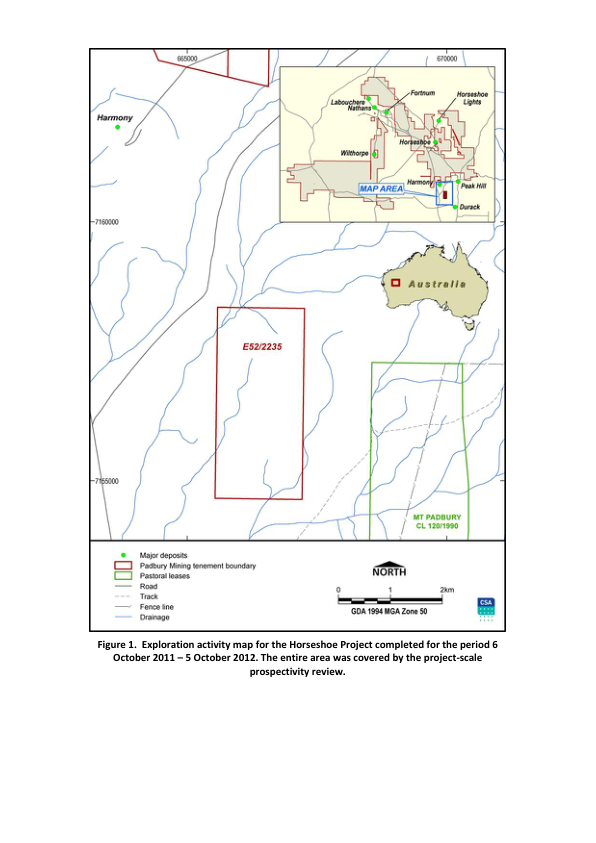 665000
670000
Harmony
Fortnum
Horseshoe
Lights
Labouchere
Nathans
Horseshoe
Wilthorpe
Harmony
Peak Hill
MAP AREA
Durack
7160000
Australia
E52/2235
7155000
MT PADBURY
CL 120/1990
Major deposits
Padbury Mining tenement boundary
Pastoral leases
Road
Track
Fence line
Drainage
NORTH
0 1 2km
GDA 1994 MGA Zone 50
CSA
Figure 1. Exploration activity map for the Horseshoe Project completed for the period 6
October 2011 – 5 October 2012. The entire area was covered by the project-scale
prospectivity review.